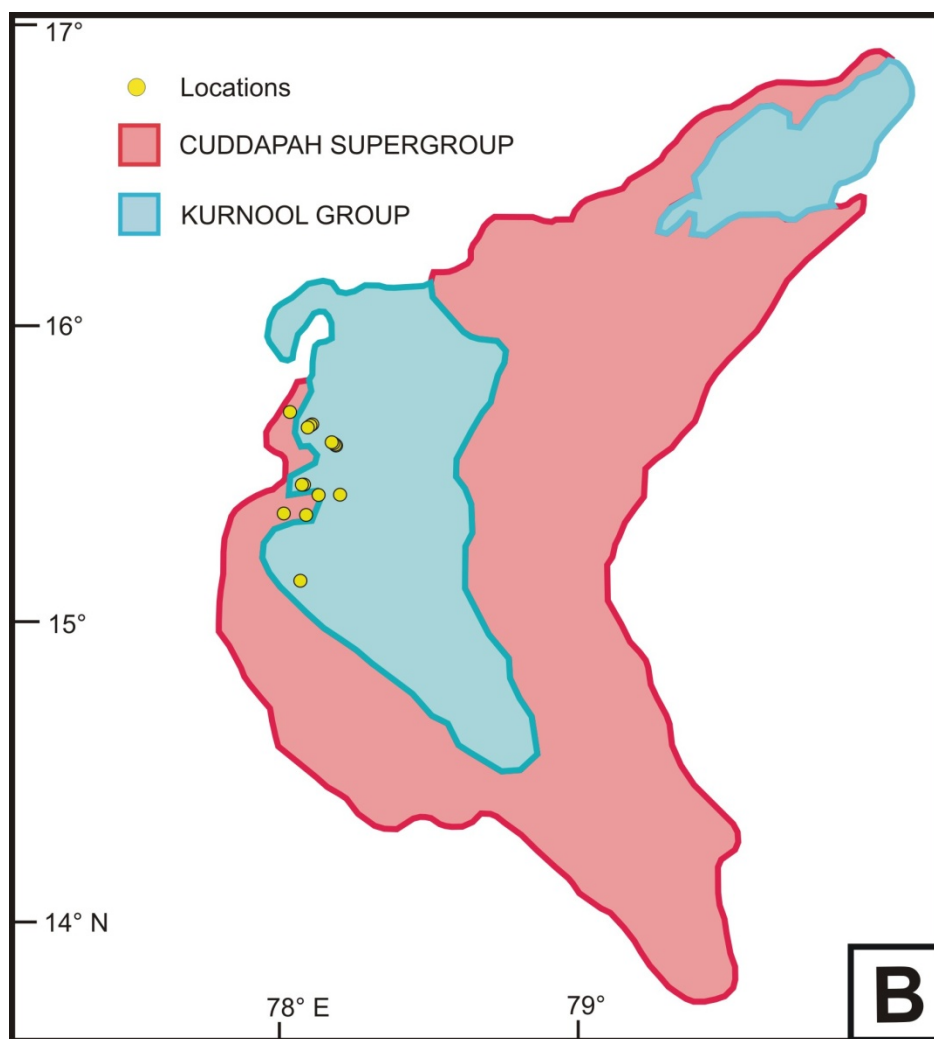 17°
Locations
CUDDAPAH SUPERGROUP
KURNOOL GROUP
16°
15°
14° N
78° E
79°
B